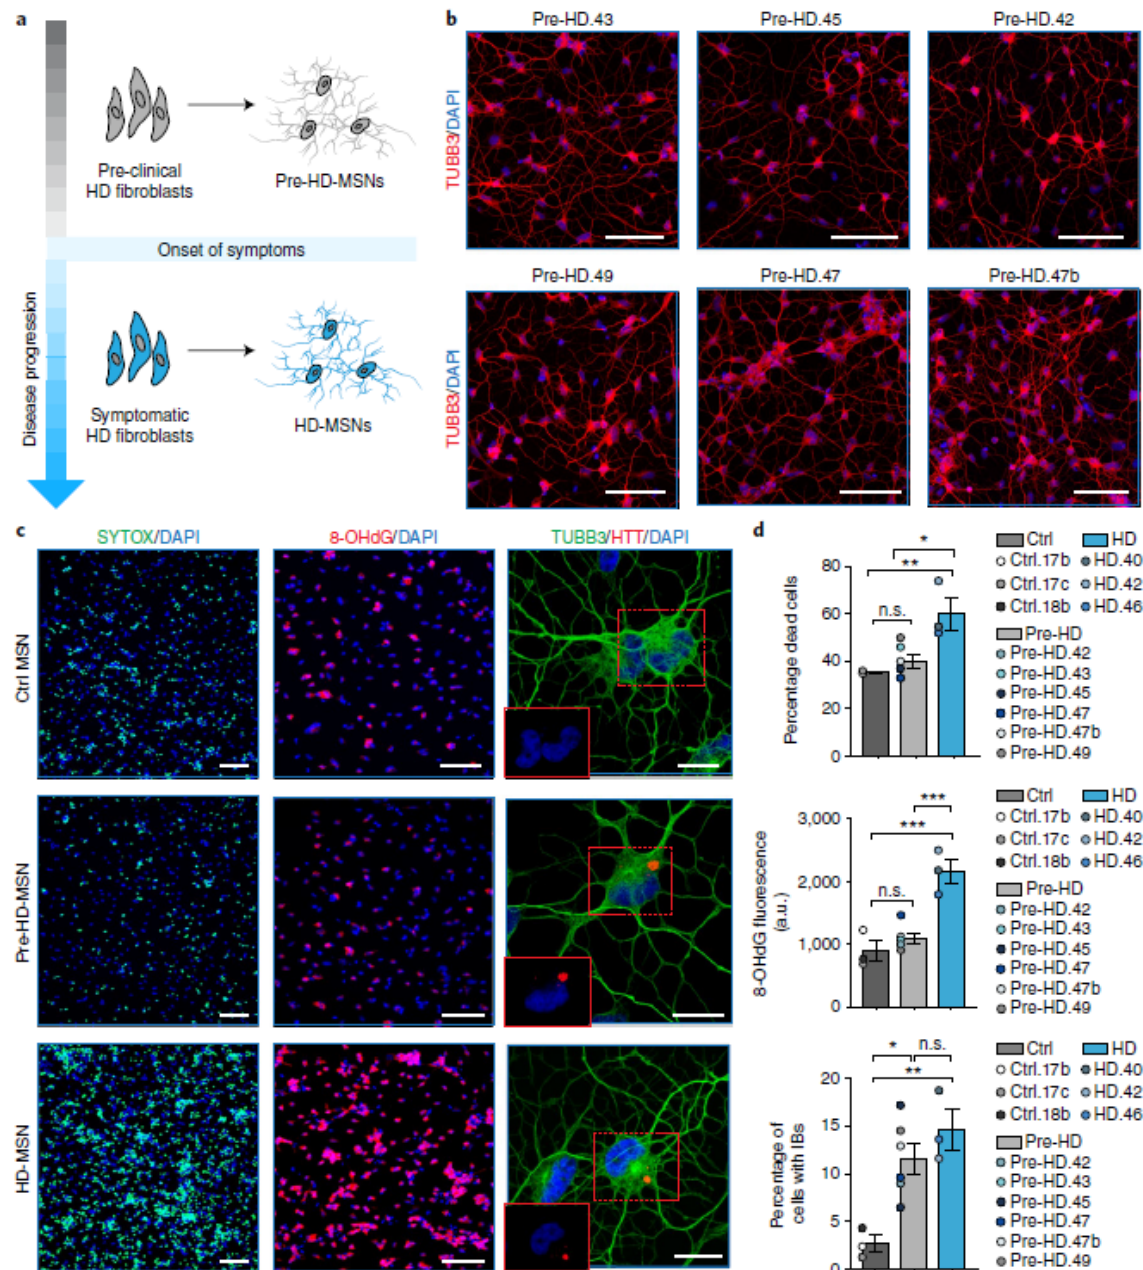 a
Pre-clinical
HD fibroblasts
Pre-HD-MSNs
Onset of symptoms
Disease progression
Symptomatic
HD fibroblasts
HD-MSNs
b
Pre-HD.43
Pre-HD.45
Pre-HD.42
TUBB3/DAPI
Pre-HD.49
Pre-HD.47
Pre-HD.47b
TUBB3/DAPI
c
SYTOX/DAPI
8-OHdG/DAPI
TUBB3/HTT/DAPI
Ctrl MSN
Pre-HD-MSN
HD-MSN
d
Percentage dead cells
80
60
40
20
0
n.s.
**
*
Ctrl
HD
Ctrl.17b
HD.40
Ctrl.17c
HD.42
Ctrl.18b
HD.46
Pre-HD
Pre-HD.42
Pre-HD.43
Pre-HD.45
Pre-HD.47
Pre-HD.47b
Pre-HD.49
8-OHdG fluorescence
(a.u.)
3,000
2,000
1,000
0
n.s.
***
***
Ctrl
HD
Ctrl.17b
HD.40
Ctrl.17c
HD.42
Ctrl.18b
HD.46
Pre-HD
Pre-HD.42
Pre-HD.43
Pre-HD.45
Pre-HD.47
Pre-HD.47b
Pre-HD.49
Percentage of
cells with IBs
20
15
10
5
0
*
n.s.
**
Ctrl
HD
Ctrl.17b
HD.40
Ctrl.17c
HD.42
Ctrl.18b
HD.46
Pre-HD
Pre-HD.42
Pre-HD.43
Pre-HD.45
Pre-HD.47
Pre-HD.47b
Pre-HD.49